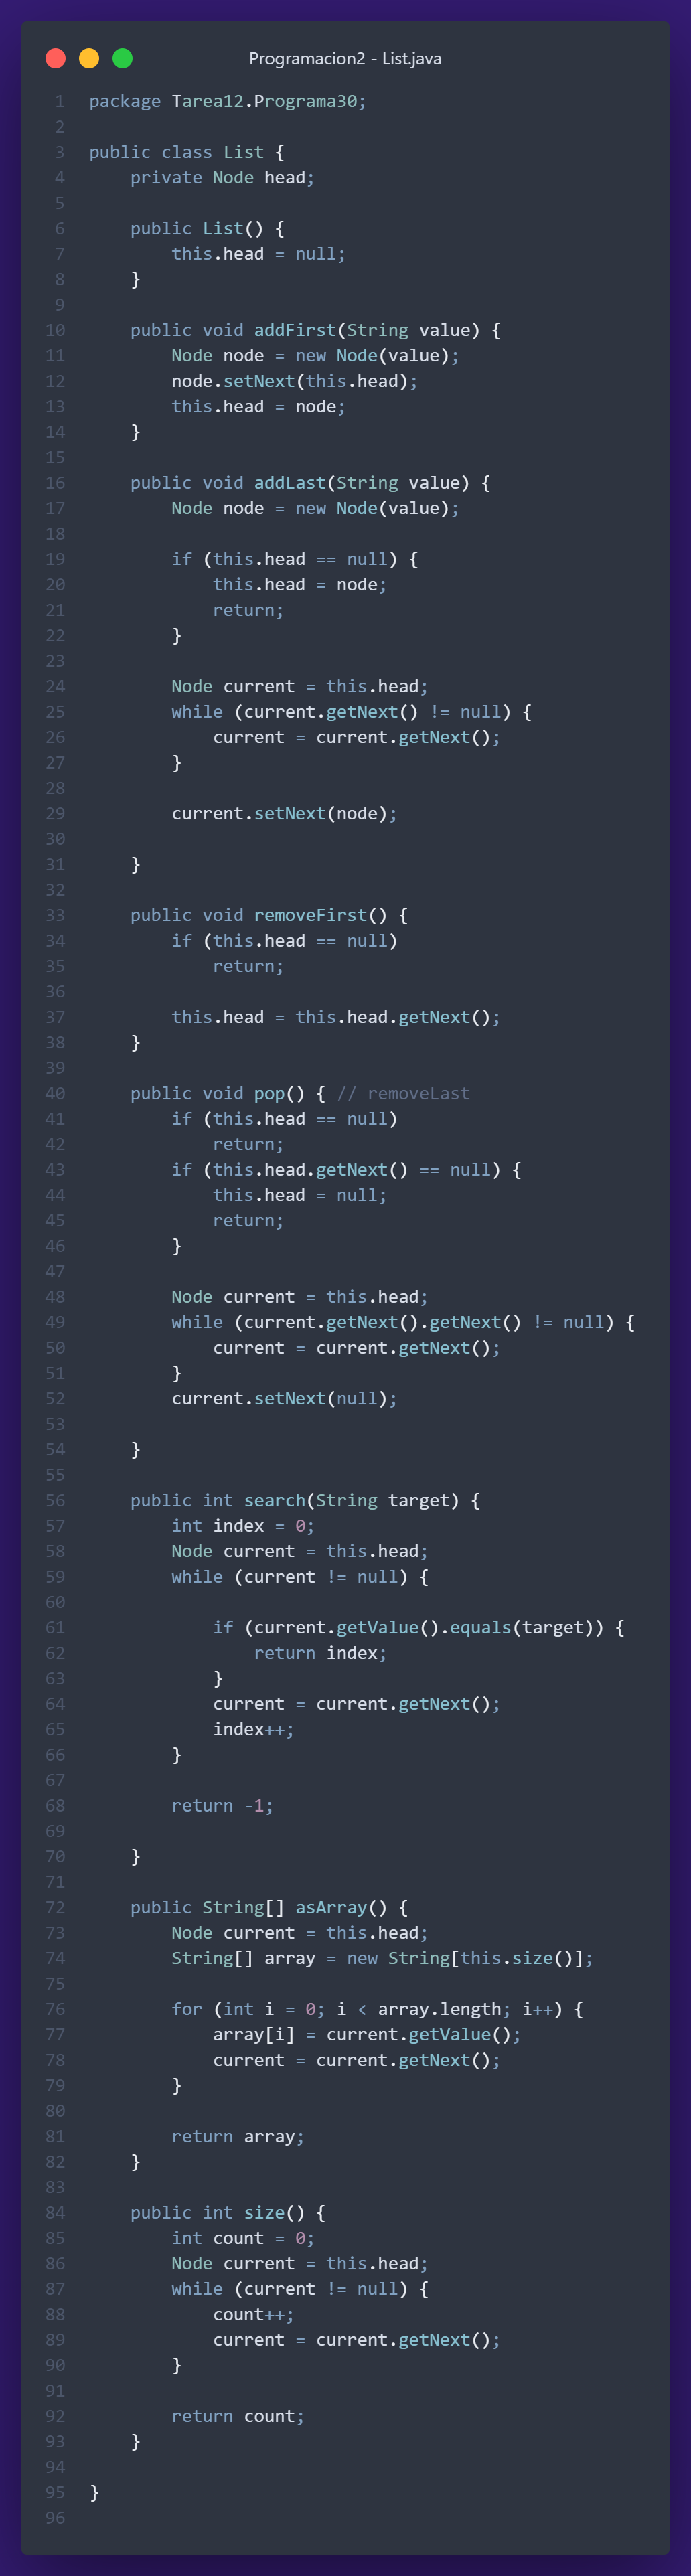 Programacion2 - List.java
1 package Tarea12.Programa30;
2
3 public class List {
4     private Node head;
5
6     public List() {
7         this.head = null;
8     }
9
10     public void addFirst(String value) {
11         Node node = new Node(value);
12         node.setNext(this.head);
13         this.head = node;
14     }
15
16     public void addLast(String value) {
17         Node node = new Node(value);
18
19         if (this.head == null) {
20             this.head = node;
21             return;
22         }
23
24         Node current = this.head;
25         while (current.getNext() != null) {
26             current = current.getNext();
27         }
28
29         current.setNext(node);
30
31     }
32
33     public void removeFirst() {
34         if (this.head == null)
35             return;
36
37         this.head = this.head.getNext();
38     }
39
40     public void pop() { // removeLast
41         if (this.head == null)
42             return;
43         if (this.head.getNext() == null) {
44             this.head = null;
45             return;
46         }
47
48         Node current = this.head;
49         while (current.getNext().getNext() != null) {
50             current = current.getNext();
51         }
52         current.setNext(null);
53
54     }
55
56     public int search(String target) {
57         int index = 0;
58         Node current = this.head;
59         while (current != null) {
60
61             if (current.getValue().equals(target)) {
62                 return index;
63             }
64             current = current.getNext();
65             index++;
66         }
67
68         return -1;
69
70     }
71
72     public String[] asArray() {
73         Node current = this.head;
74         String[] array = new String[this.size()];
75
76         for (int i = 0; i < array.length; i++) {
77             array[i] = current.getValue();
78             current = current.getNext();
79         }
80
81         return array;
82     }
83
84     public int size() {
85         int count = 0;
86         Node current = this.head;
87         while (current != null) {
88             count++;
89             current = current.getNext();
90         }
91
92         return count;
93     }
94
95 }
96